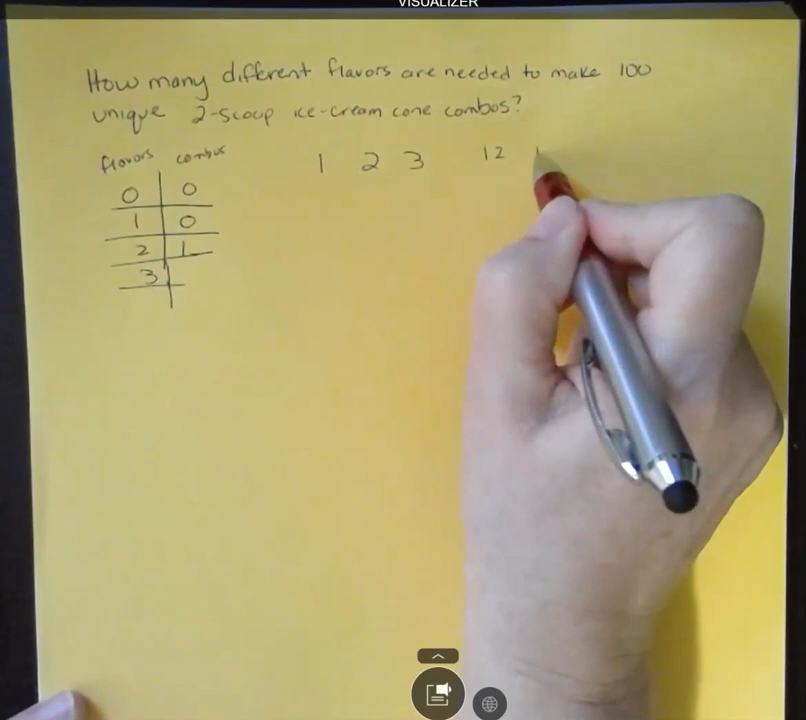 VISUALIZER
How many different flavors are needed to make 100
unique 2-scoop ice-cream cone combos?
flavors combos
0 0
1 0
2 1
3
1 2 3 12 1